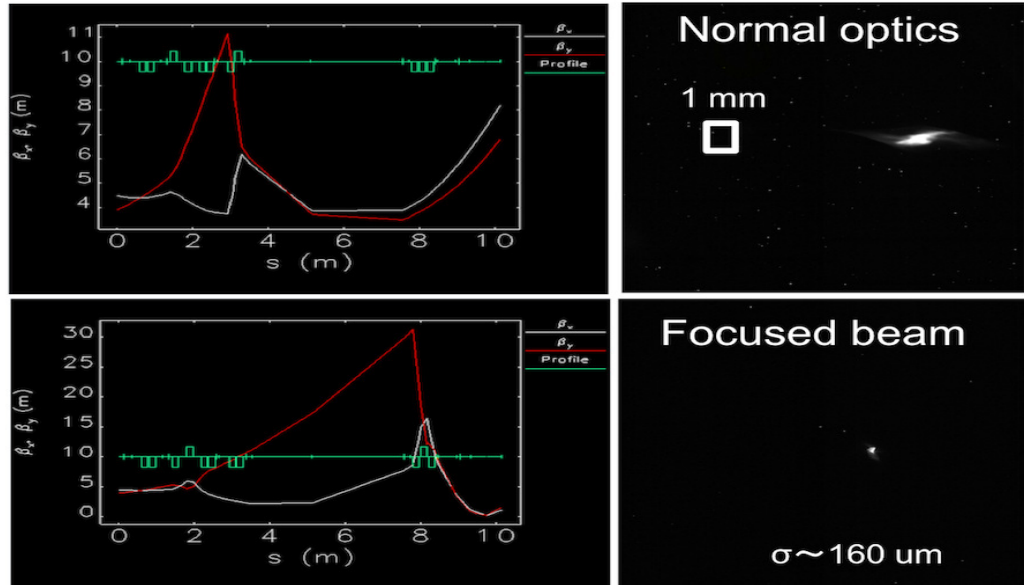 βx
βy
Profile
11
10
9
8
7
6
5
4
βx, βy (m)
0 2 4 6 8 10
s (m)
Normal optics
1 mm
βx
βy
Profile
30
25
20
15
10
5
0
βx, βy (m)
0 2 4 6 8 10
s (m)
Focused beam
σ~160 um